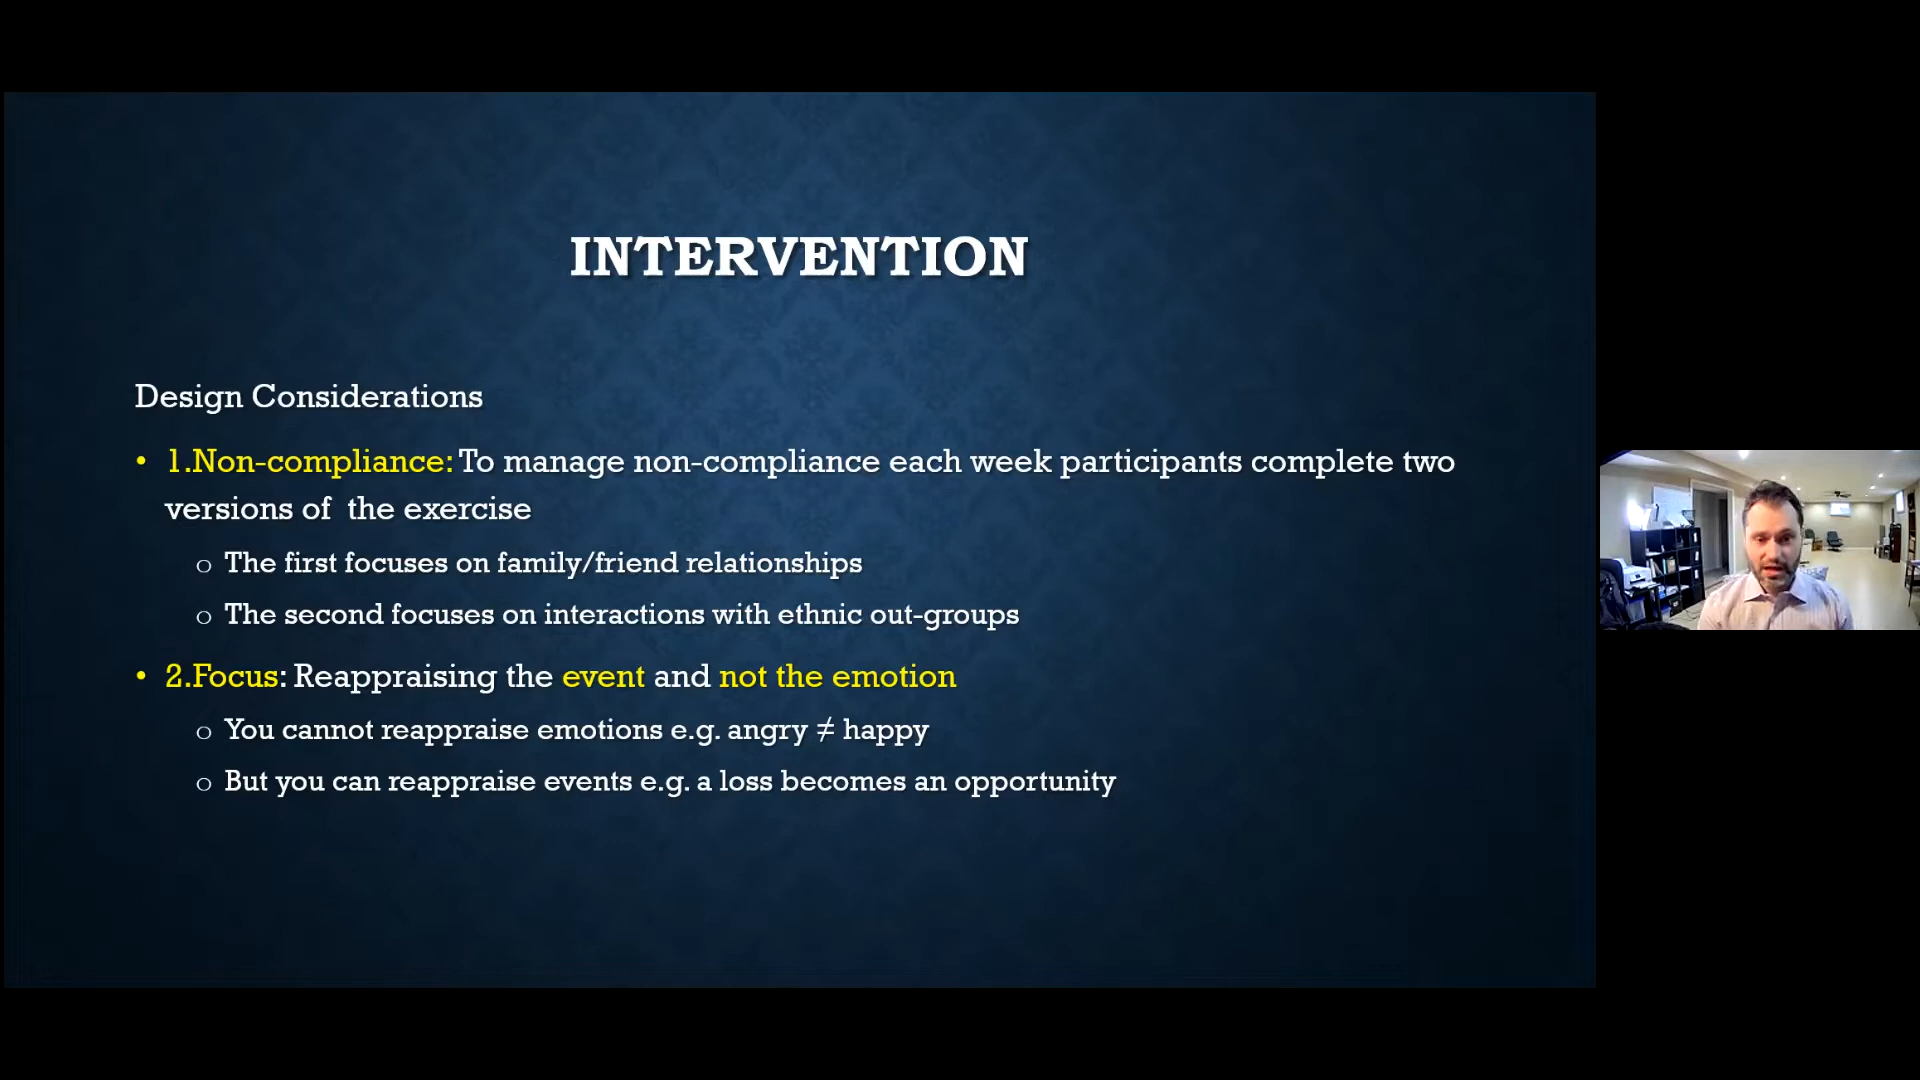 INTERVENTION
Design Considerations
• 1.Non-compliance: To manage non-compliance each week participants complete two
versions of the exercise
o The first focuses on family/friend relationships
o The second focuses on interactions with ethnic out-groups
• 2.Focus: Reappraising the event and not the emotion
o You cannot reappraise emotions e.g. angry ≠ happy
o But you can reappraise events e.g. a loss becomes an opportunity